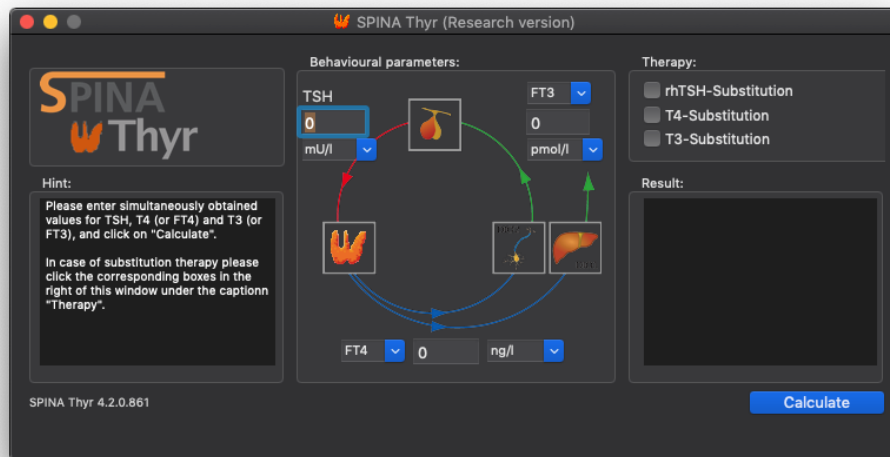 SPINA Thyr (Research version)
SPINA
Thyr
Hint:
Please enter simultaneously obtained
values for TSH, T4 (or FT4) and T3 (or
FT3), and click on "Calculate".
In case of substitution therapy please
click the corresponding boxes in the
right of this window under the captionn
"Therapy".
SPINA Thyr 4.2.0.861
Behavioural parameters:
TSH
0
mU/l
FT3
0
pmol/l
FT4
0
ng/l
Therapy:
rhTSH-Substitution
T4-Substitution
T3-Substitution
Result:
Calculate